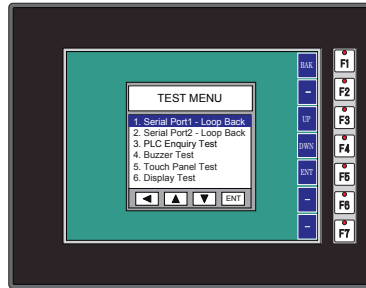 TEST MENU
1. Serial Port1 - Loop Back
2. Serial Port2 - Loop Back
3. PLC Enquiry Test
4. Buzzer Test
5. Touch Panel Test
6. Display Test
ENT
BAK
-
UP
DWN
ENT
-
-
F1
F2
F3
F4
F5
F6
F7